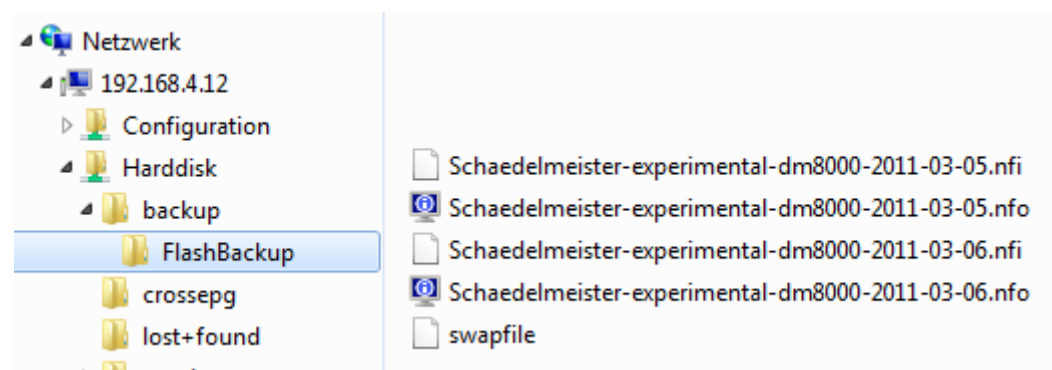 Netzwerk
192.168.4.12
Configuration
Harddisk
backup
FlashBackup
crossepg
lost+found
Schaedelmeister-experimental-dm8000-2011-03-05.nfi
Schaedelmeister-experimental-dm8000-2011-03-05.nfo
Schaedelmeister-experimental-dm8000-2011-03-06.nfi
Schaedelmeister-experimental-dm8000-2011-03-06.nfo
swapfile